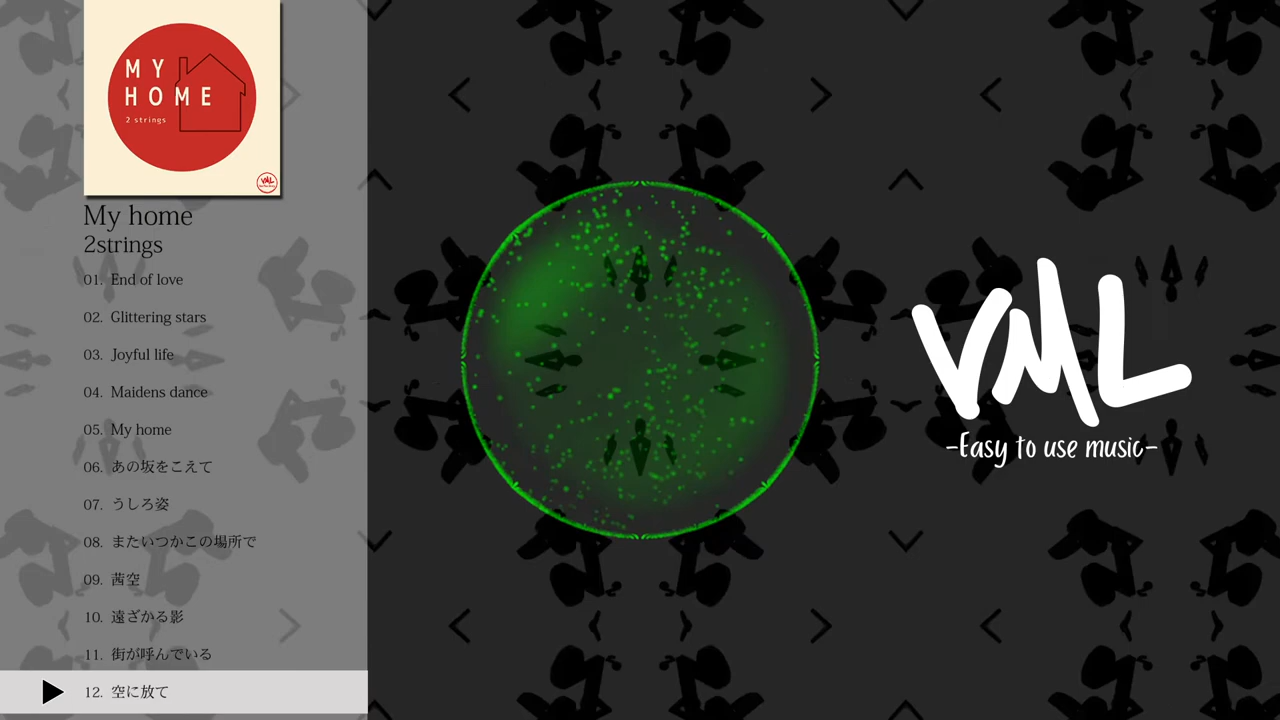 MY
HOME
2 strings
VML
My home
2strings
01. End of love
02. Glittering stars
03. Joyful life
04. Maidens dance
05. My home
06. あの坂をこえて
07. うしろ姿
08. またいつかこの場所で
09. 茜空
10. 遠ざかる影
11. 街が呼んでいる
12. 空に放て
VML
-Easy to use music-